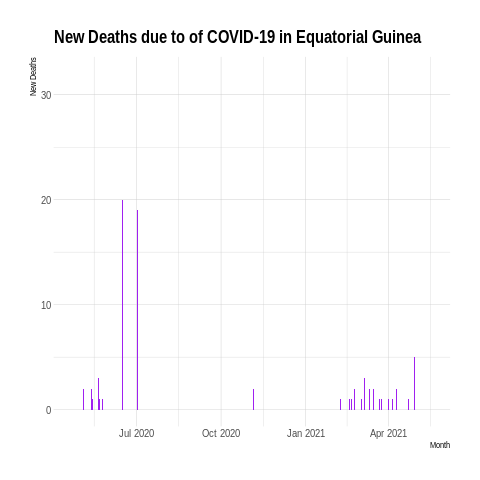 New Deaths due to of COVID-19 in Equatorial Guinea
New Deaths
30
20
10
0
Jul 2020
Oct 2020
Jan 2021
Apr 2021
Month